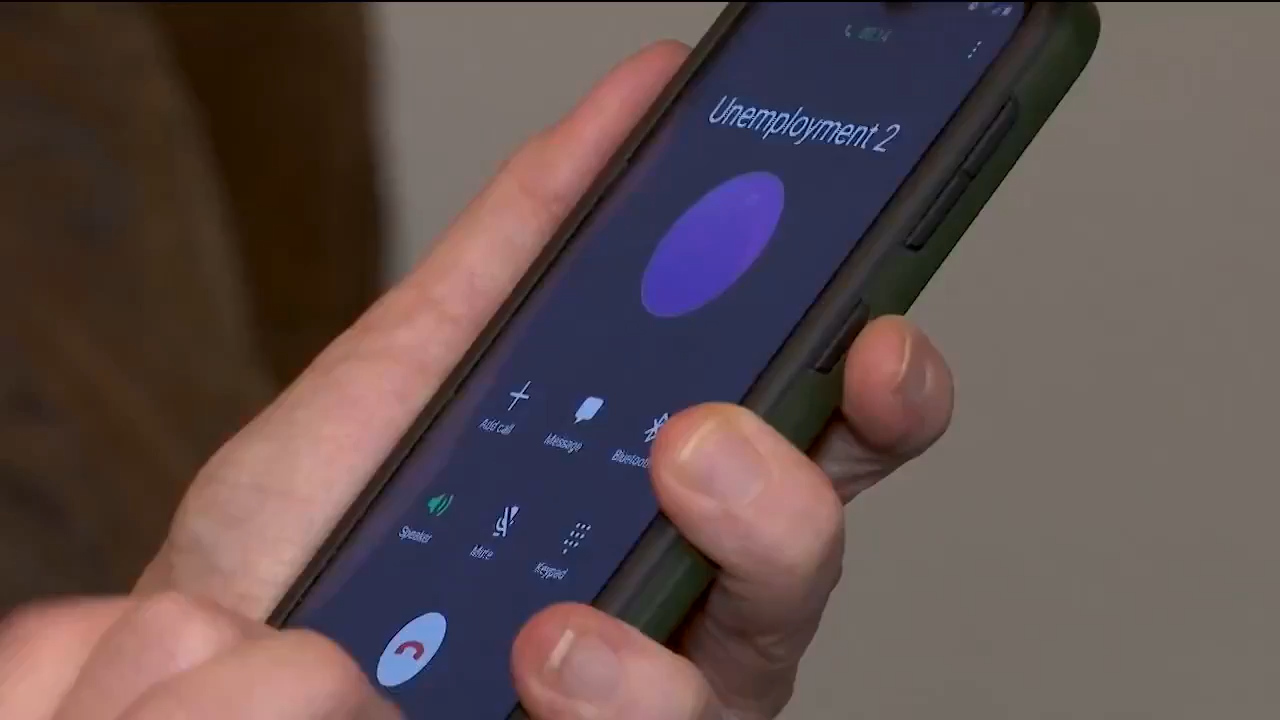 Unemployment 2
Add call
Message
Speaker
Mute
Keypad